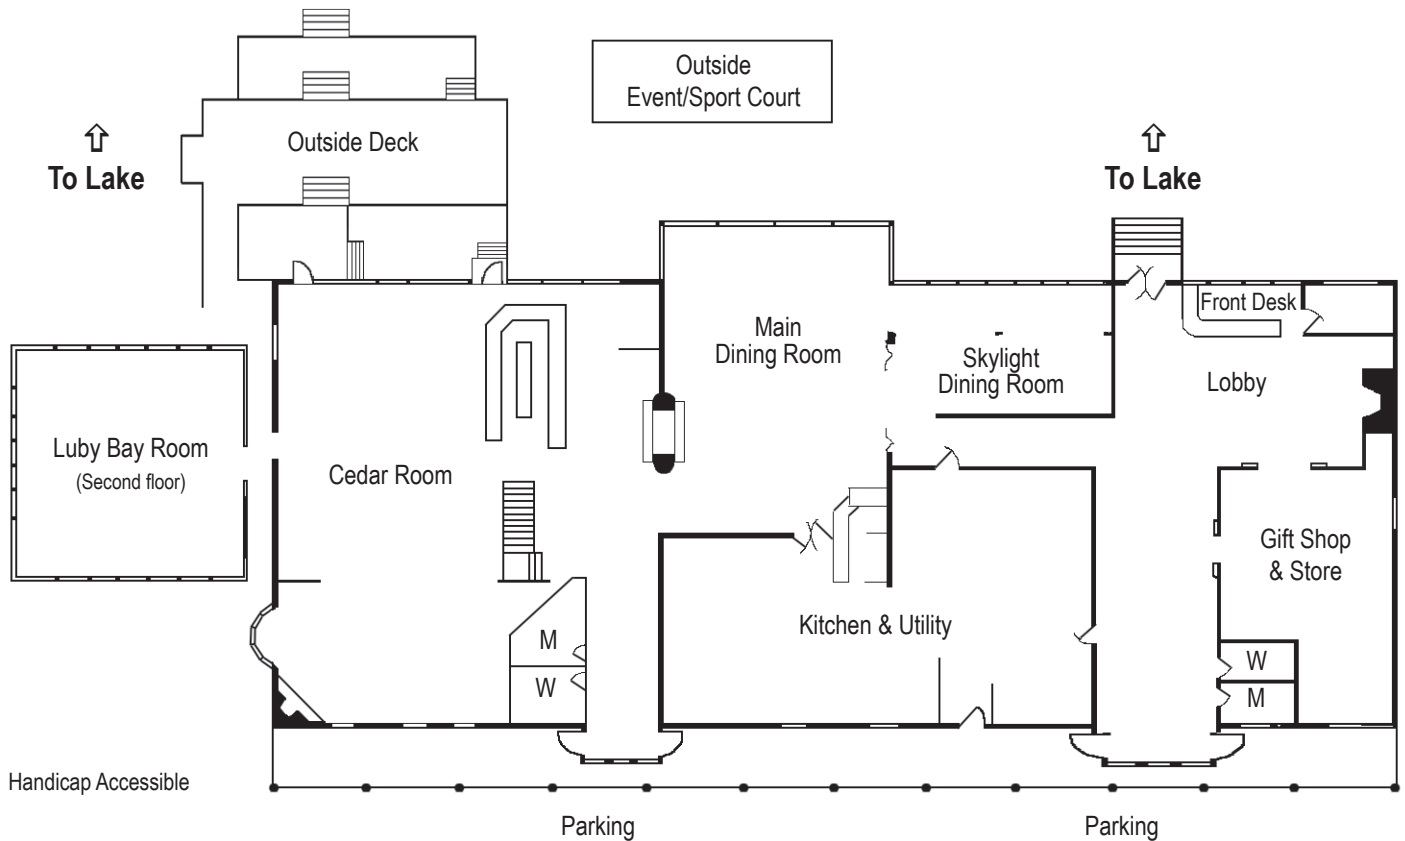 Outside
Event/Sport Court
Outside Deck
To Lake
To Lake
Front Desk
Main
Dining Room
Skylight
Dining Room
Lobby
Luby Bay Room
(Second floor)
Cedar Room
Gift Shop
& Store
Kitchen & Utility
M
W
W
M
Handicap Accessible
Parking
Parking